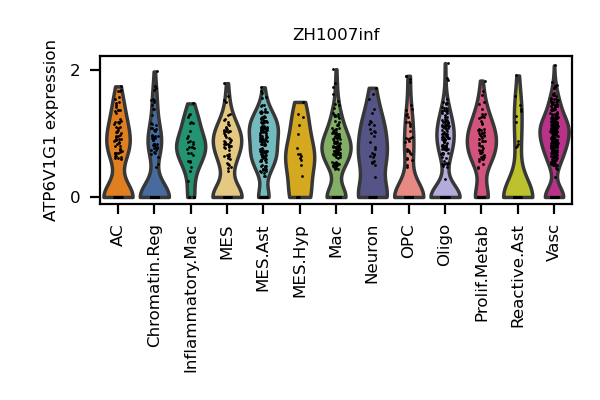 ZH1007inf
ATP6V1G1 expression
2
0
AC
Chromatin.Reg
Inflammatory.Mac
MES
MES.Ast
MES.Hyp
Mac
Neuron
OPC
Oligo
Prolif.Metab
Reactive.Ast
Vasc